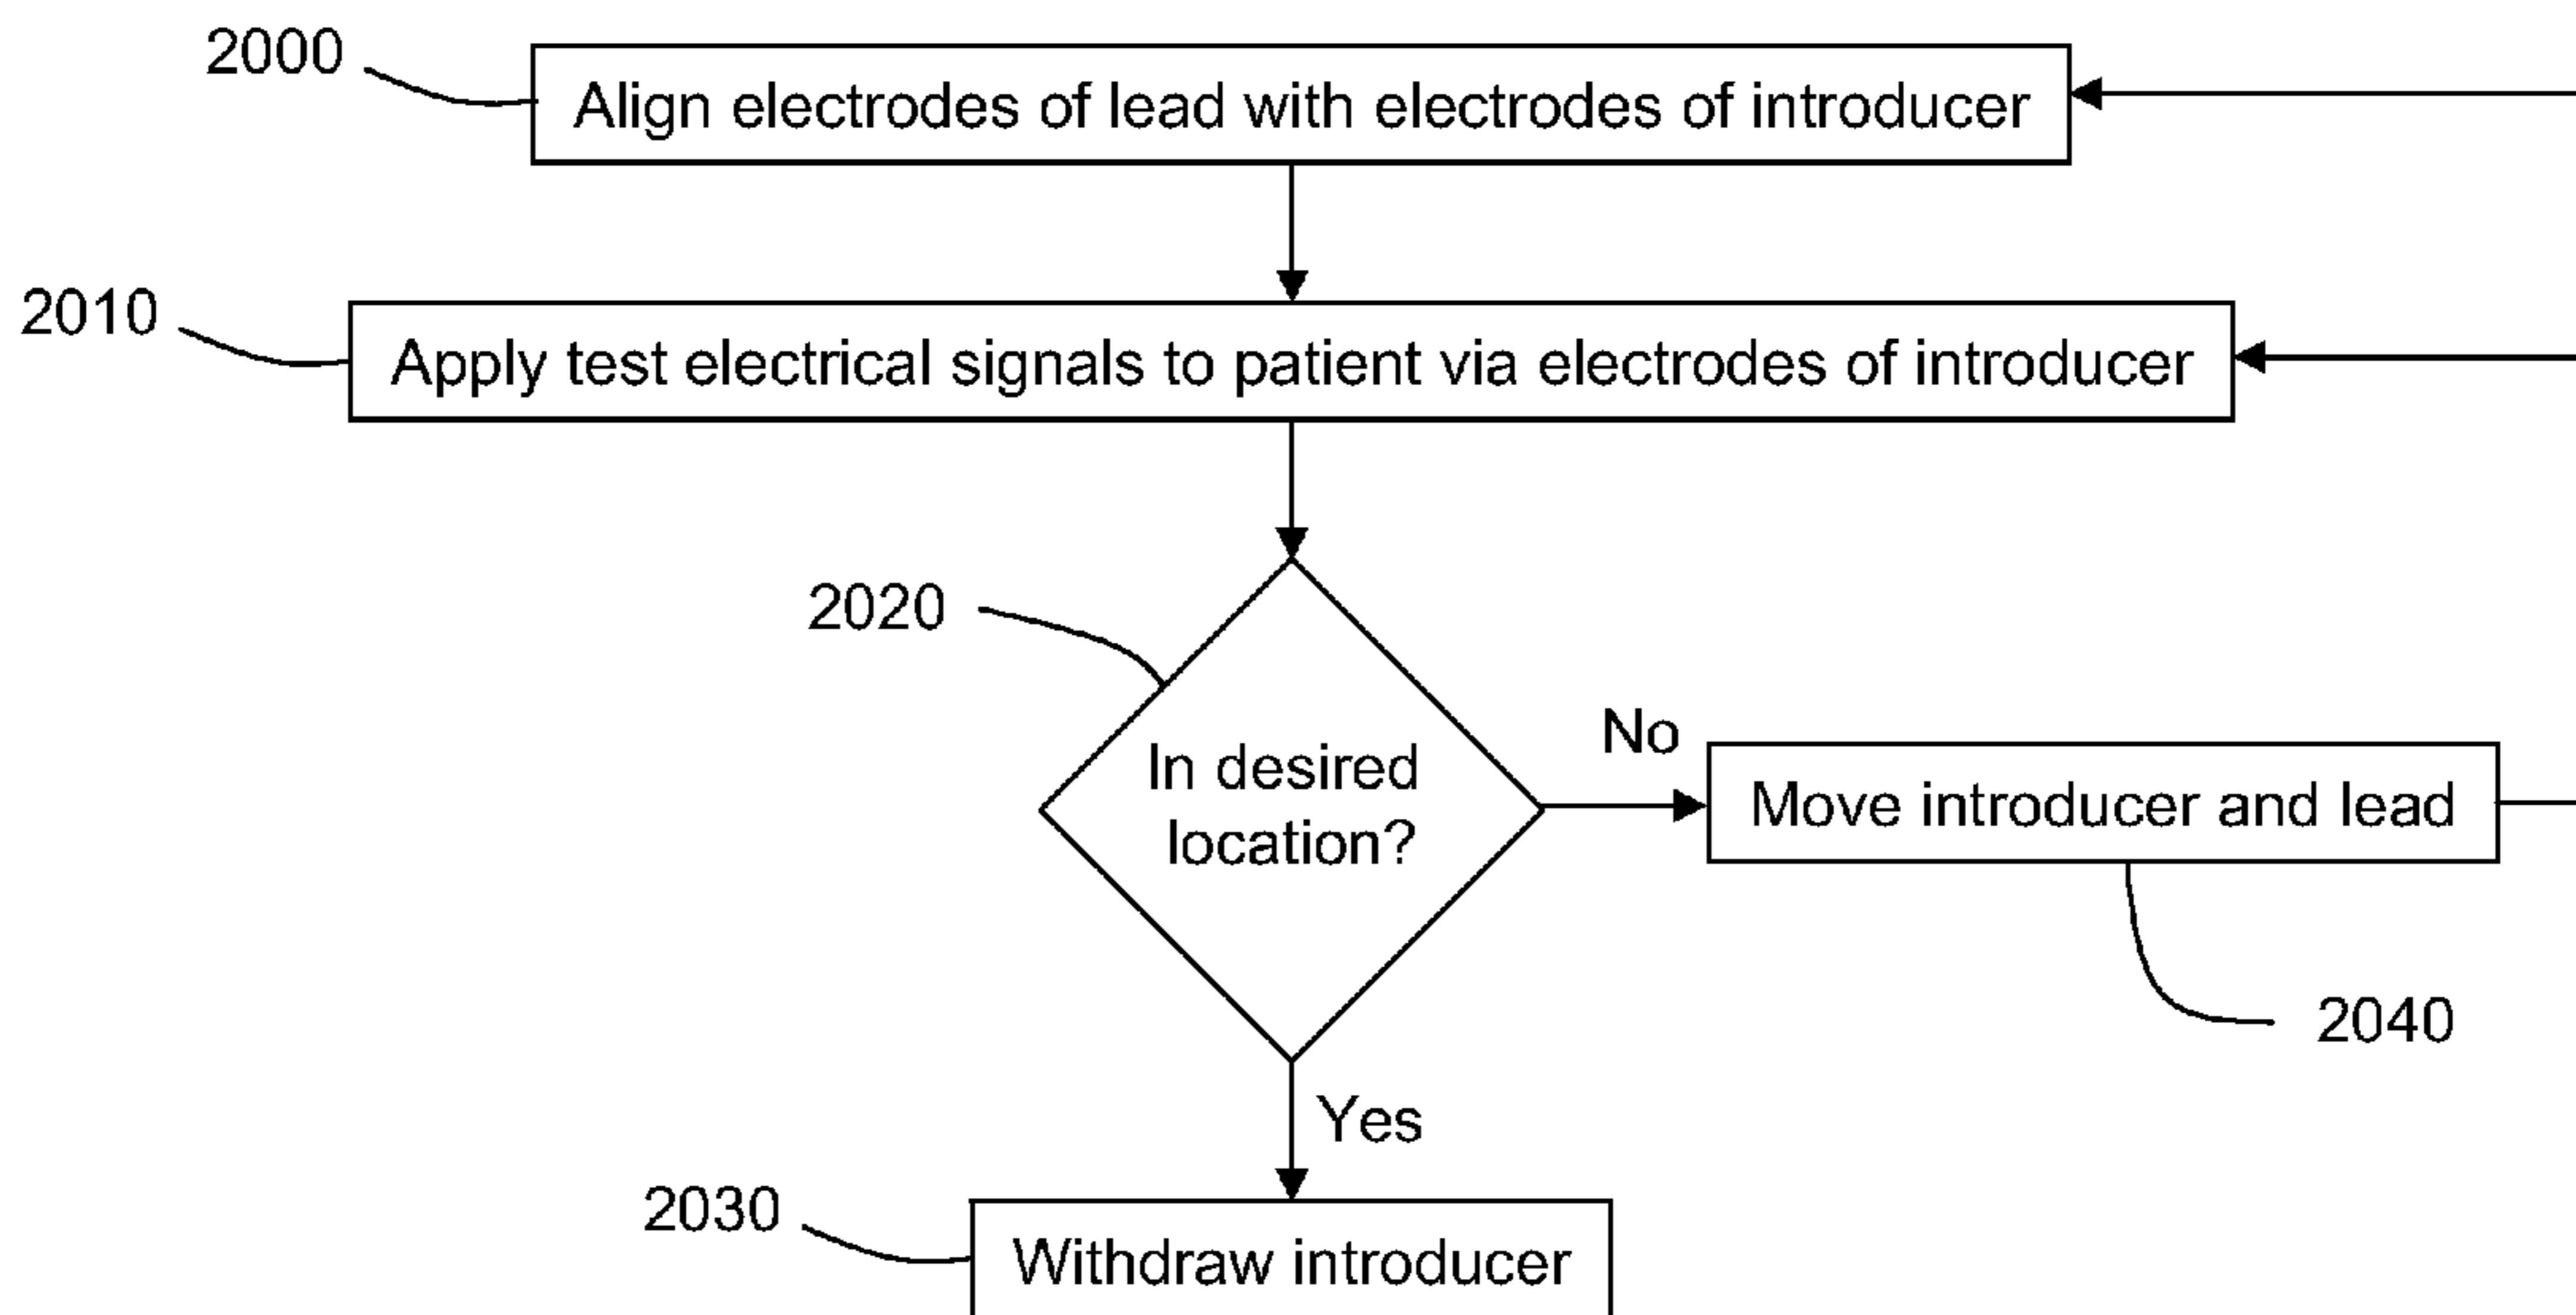 2000
Align electrodes of lead with electrodes of introducer
2010
Apply test electrical signals to patient via electrodes of introducer
2020
In desired
location?
No
Move introducer and lead
2040
Yes
2030
Withdraw introducer